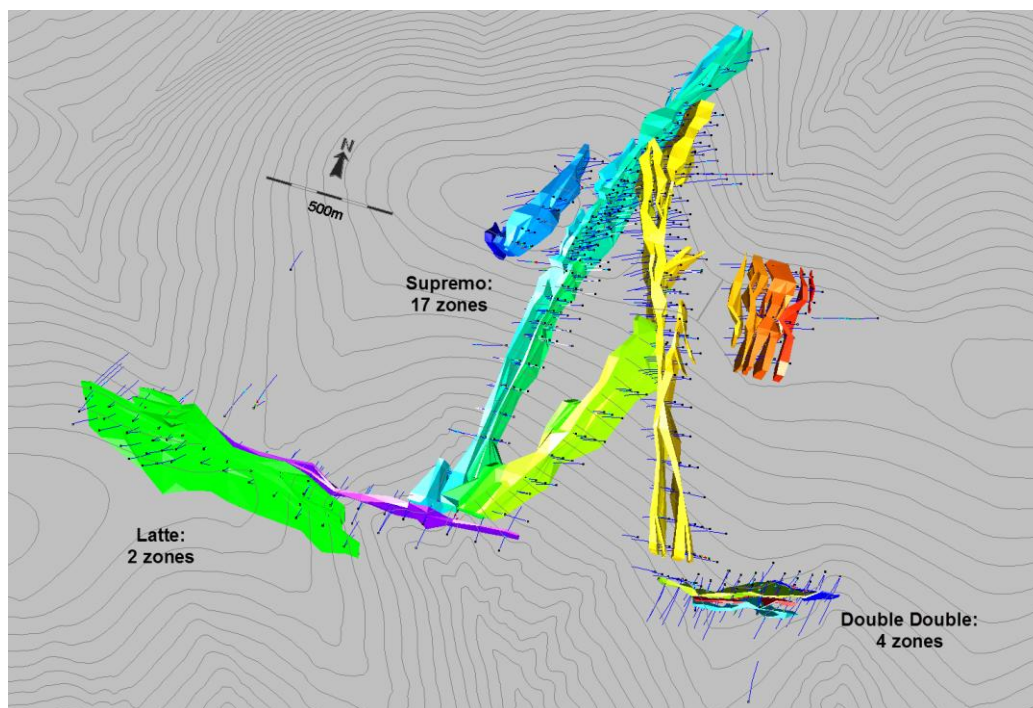 N
500m
Supremo:
17 zones
Latte:
2 zones
Double Double:
4 zones